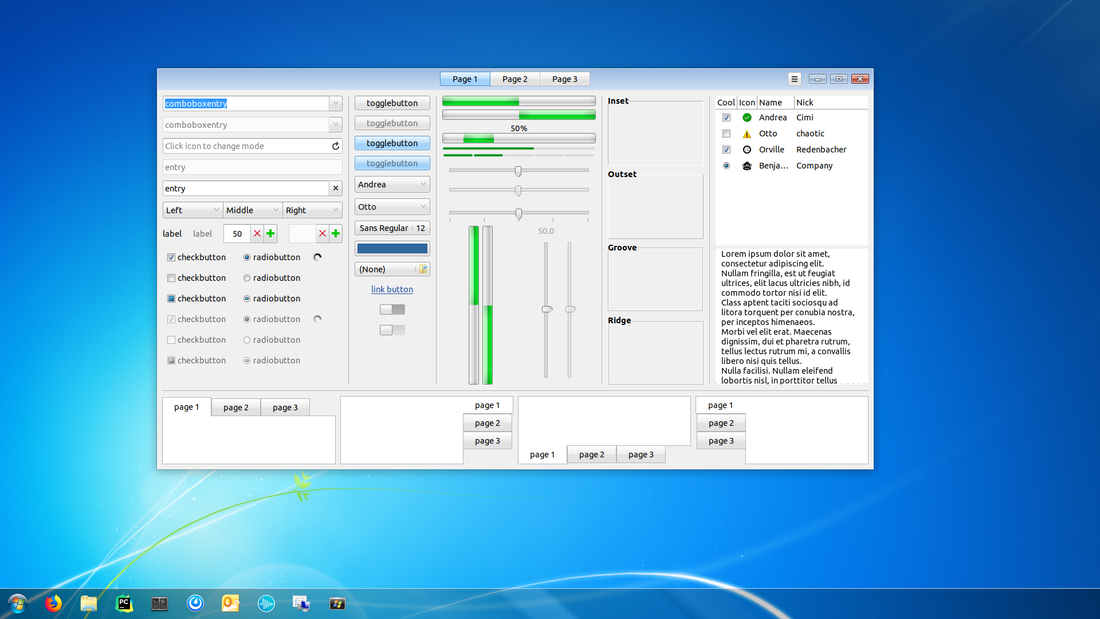 Page 1
Page 2
Page 3
comboboxentry
comboboxentry
Click icon to change mode
entry
entry
Left
Middle
Right
label
label
50
checkbutton
radiobutton
checkbutton
radiobutton
checkbutton
radiobutton
checkbutton
radiobutton
checkbutton
radiobutton
checkbutton
radiobutton
togglebutton
togglebutton
togglebutton
togglebutton
Andrea
Otto
Sans Regular
12
(None)
link button
50%
50.0
Inset
Outset
Groove
Ridge
Cool Icon Name Nick
Andrea Cimi
Otto chaotic
Orville Redenbacher
Benja... Company
Lorem ipsum dolor sit amet,
consectetur adipiscing elit.
Nullam fringilla, est ut feugiat
ultrices, elit lacus ultricies nibh, id
commodo tortor nisi id elit.
Class aptent taciti sociosqu ad
litora torquent per conubia nostra,
per inceptos himenaeos.
Morbi vel elit erat. Maecenas
dignissim, dui et pharetra rutrum,
tellus lectus rutrum mi, a convallis
libero nisi quis tellus.
Nulla facilisi. Nullam eleifend
lobortis nisl, in porttitor tellus
page 1
page 2
page 3
page 1
page 2
page 3
page 1
page 2
page 3
page 1
page 2
page 3
PC